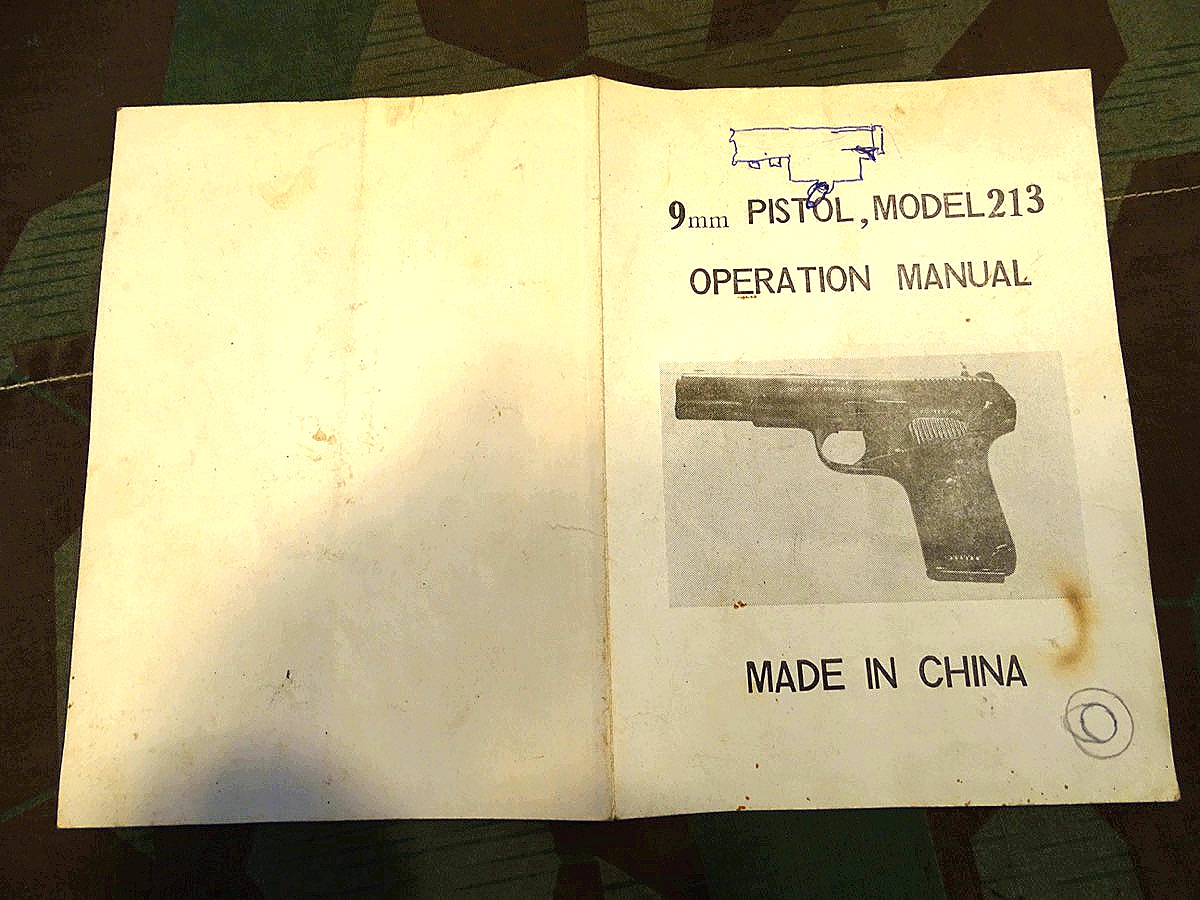 9mm PISTOL, MODEL 213
OPERATION MANUAL
MADE IN CHINA